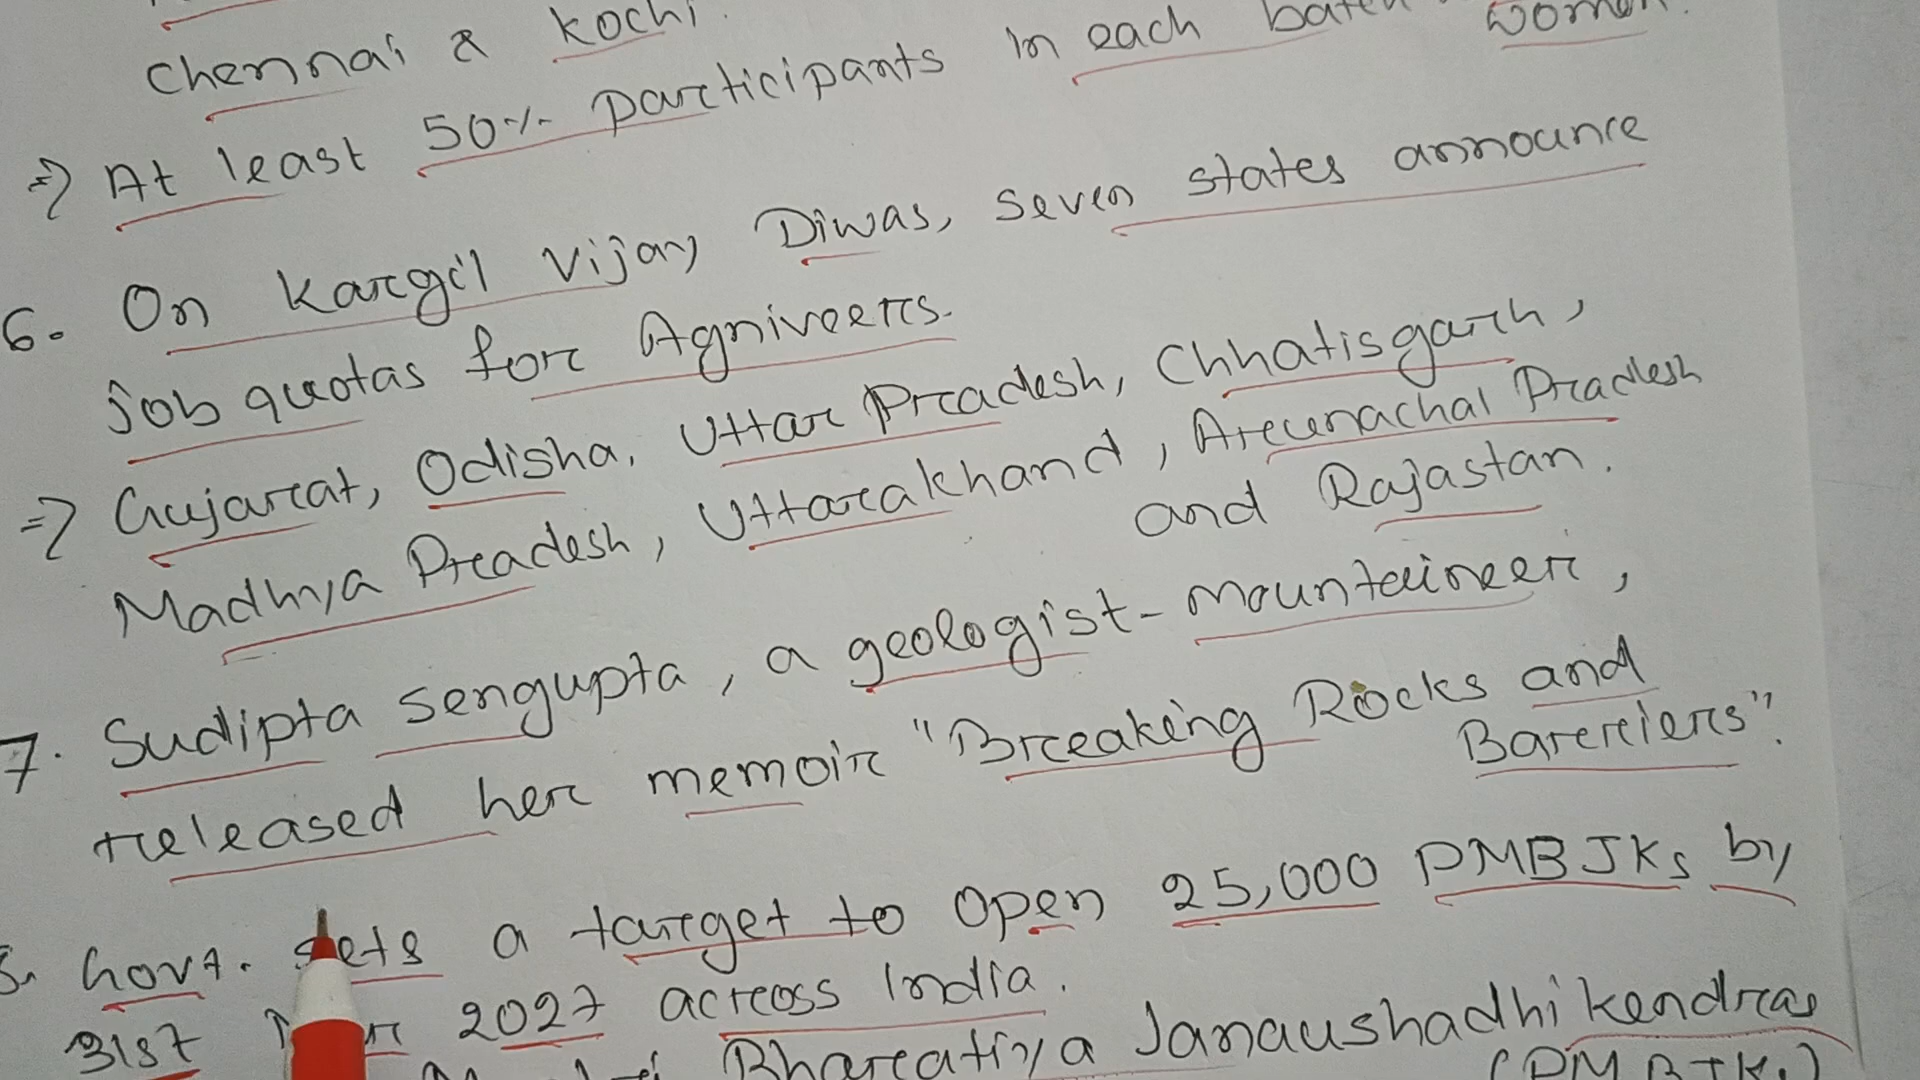 Chennai & Kochi.
⇒ At least 50% participants in each batch women.
6. On Kargil Vijay Diwas, seven states announce
job quotas for Agniveers.
⇒ Gujarat, Odisha, Uttar Pradesh, Chhatisgarh,
Madhya Pradesh, Uttarakhand, Arunachal Pradesh
and Rajastan.
7. Sudipta Sengupta, a geologist-mountaineer,
released her memoir "Breaking Rocks and
Barriers".
Govt. sets a target to open 25,000 PMBJKs by
31st 2027 across India.
Bharatiya Janaushadhi Kendras
(PMBJKs)